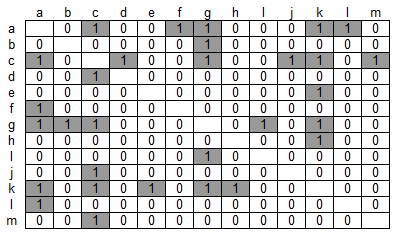 a b c d e f g h l j k l m
a 0 1 0 0 1 1 0 0 0 1 1 0
b 0 0 0 0 0 1 0 0 0 0 0 0
c 1 0 1 0 0 1 0 0 1 1 0 1
d 0 0 1 0 0 0 0 0 0 0 0 0
e 0 0 0 0 0 0 0 0 0 1 0 0
f 1 0 0 0 0 0 0 0 0 0 0 0
g 1 1 1 0 0 0 0 1 0 1 0 0
h 0 0 0 0 0 0 0 0 0 1 0 0
l 0 0 0 0 0 0 1 0 0 0 0 0
j 0 0 1 0 0 0 0 0 0 0 0 0
k 1 0 1 0 1 0 1 1 0 0 0 0
l 1 0 0 0 0 0 0 0 0 0 0 0
m 0 0 1 0 0 0 0 0 0 0 0 0